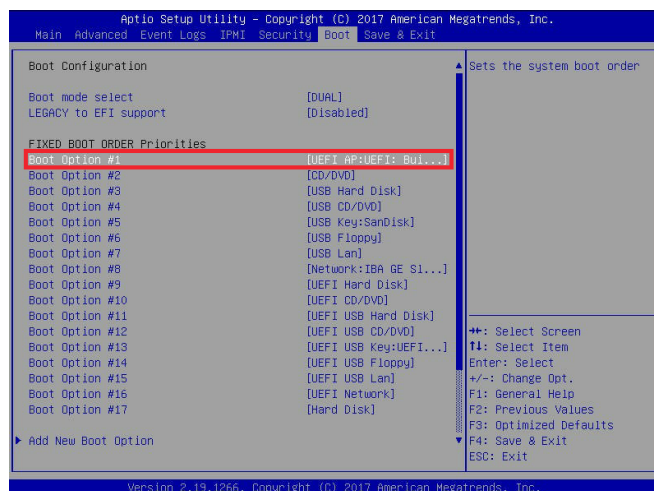 Aptio Setup Utility – Copyright (C) 2017 American Megatrends, Inc.
Main Advanced Event Logs IPMI Security Boot Save & Exit
Boot Configuration
Sets the system boot order
Boot mode select [DUAL]
LEGACY to EFI support [Disabled]
FIXED BOOT ORDER Priorities
Boot Option #1 [UEFI AP:UEFI: Bui...]
Boot Option #2 [CD/DVD]
Boot Option #3 [USB Hard Disk]
Boot Option #4 [USB CD/DVD]
Boot Option #5 [USB Key:SanDisk]
Boot Option #6 [USB Floppy]
Boot Option #7 [USB Lan]
Boot Option #8 [Network:IBA GE Sl...]
Boot Option #9 [UEFI Hard Disk]
Boot Option #10 [UEFI CD/DVD]
Boot Option #11 [UEFI USB Hard Disk]
Boot Option #12 [UEFI USB CD/DVD]
Boot Option #13 [UEFI USB Key:UEFI...]
Boot Option #14 [UEFI USB Floppy]
Boot Option #15 [UEFI USB Lan]
Boot Option #16 [UEFI Network]
Boot Option #17 [Hard Disk]
Add New Boot Option
→←: Select Screen
↑↓: Select Item
Enter: Select
+/-: Change Opt.
F1: General Help
F2: Previous Values
F3: Optimized Defaults
F4: Save & Exit
ESC: Exit
Version 2.19.1266. Copyright (C) 2017 American Megatrends, Inc.